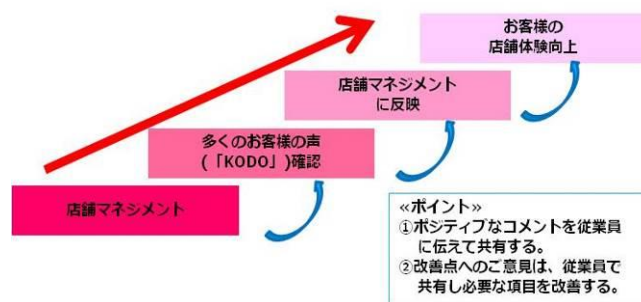 お客様の
店舗体験向上
店舗マネジメント
に反映
多くのお客様の声
(「KODO」)確認
店舗マネシメント
≪ポイント≫
①ポジティブなコメントを従業員
に伝えて共有する。
②改善点へのご意見は、従業員で
共有し必要な項目を改善する。